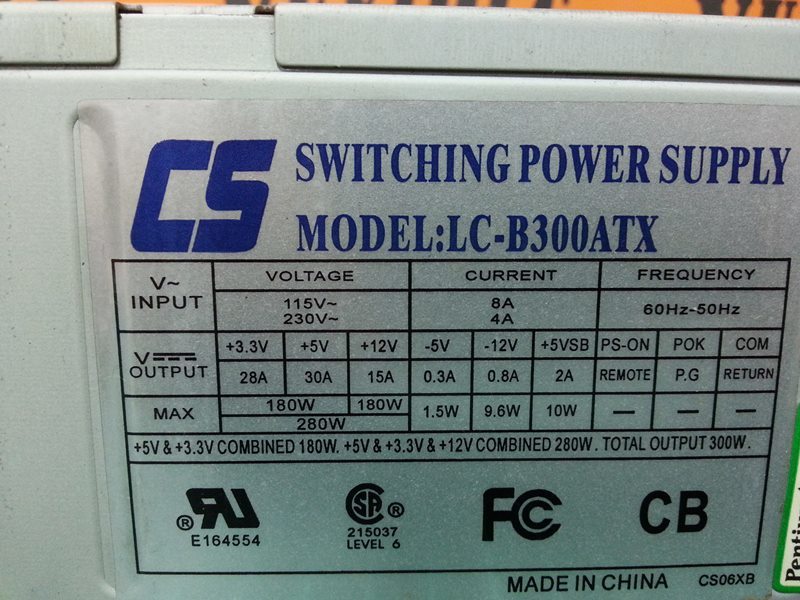 CS
SWITCHING POWER SUPPLY
MODEL:LC-B300ATX
V~ INPUT VOLTAGE CURRENT FREQUENCY
115V~ 8A 60Hz-50Hz
230V~ 4A
V⎓ OUTPUT +3.3V +5V +12V -5V -12V +5VSB PS-ON POK COM
28A 30A 15A 0.3A 0.8A 2A REMOTE P.G RETURN
MAX 180W 180W 1.5W 9.6W 10W — — —
280W
+5V & +3.3V COMBINED 180W. +5V & +3.3V & +12V COMBINED 280W . TOTAL OUTPUT 300W.
® RU
E164554
SA ®
215037
LEVEL 6
FC
CB
MADE IN CHINA CS06XB